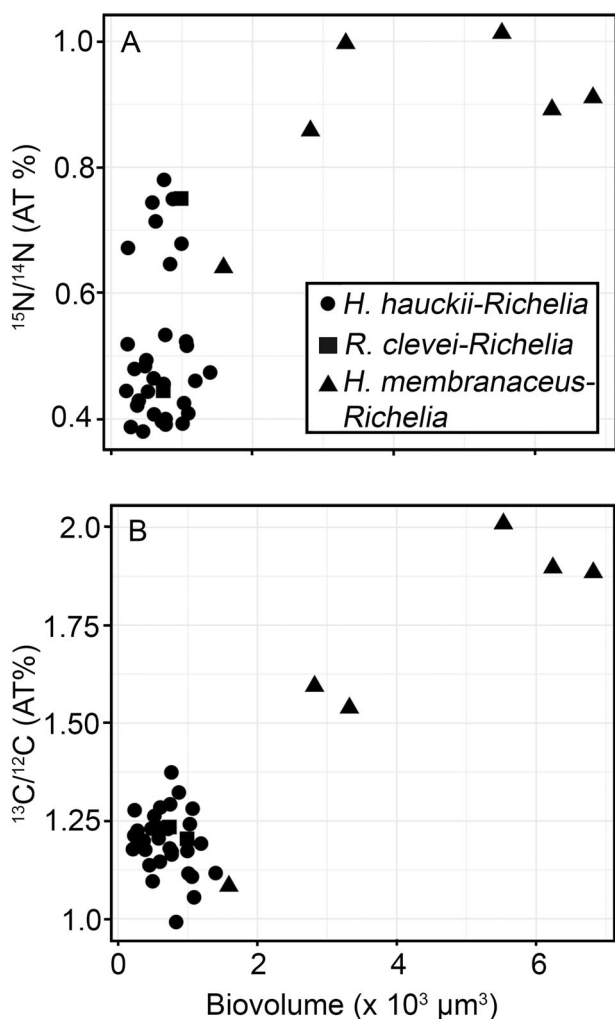 A
1.0
0.8
0.6
0.4
¹⁵N/¹⁴N (AT %)
H. hauckii-Richelia
R. clevei-Richelia
H. membranaceus-
Richelia
B
2.0
1.75
1.50
1.25
1.0
¹³C/¹²C (AT%)
0 2 4 6
Biovolume (x 10³ µm³)